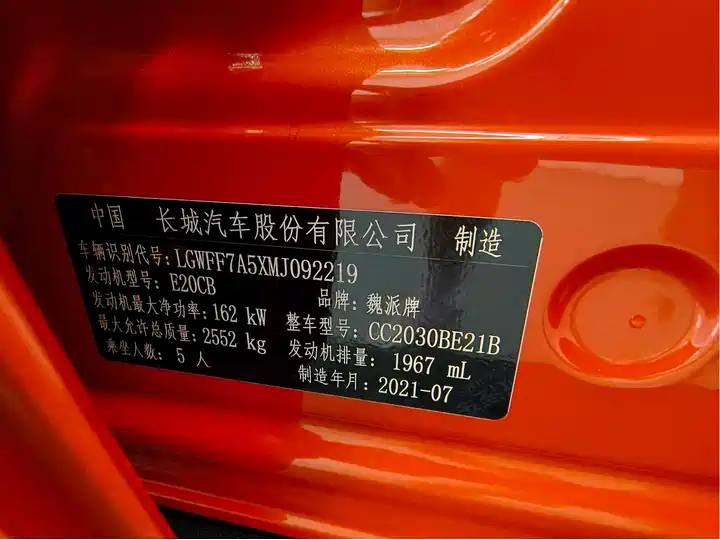 中国 长城汽车股份有限公司 制造
车辆识别代号: LGWFF7A5XMJ092219
发动机型号: E20CB 品牌: 魏派牌
发动机最大净功率: 162 kW 整车型号: CC2030BE21B
最大允许总质量: 2552 kg 发动机排量: 1967 mL
乘坐人数: 5 人 制造年月: 2021-07